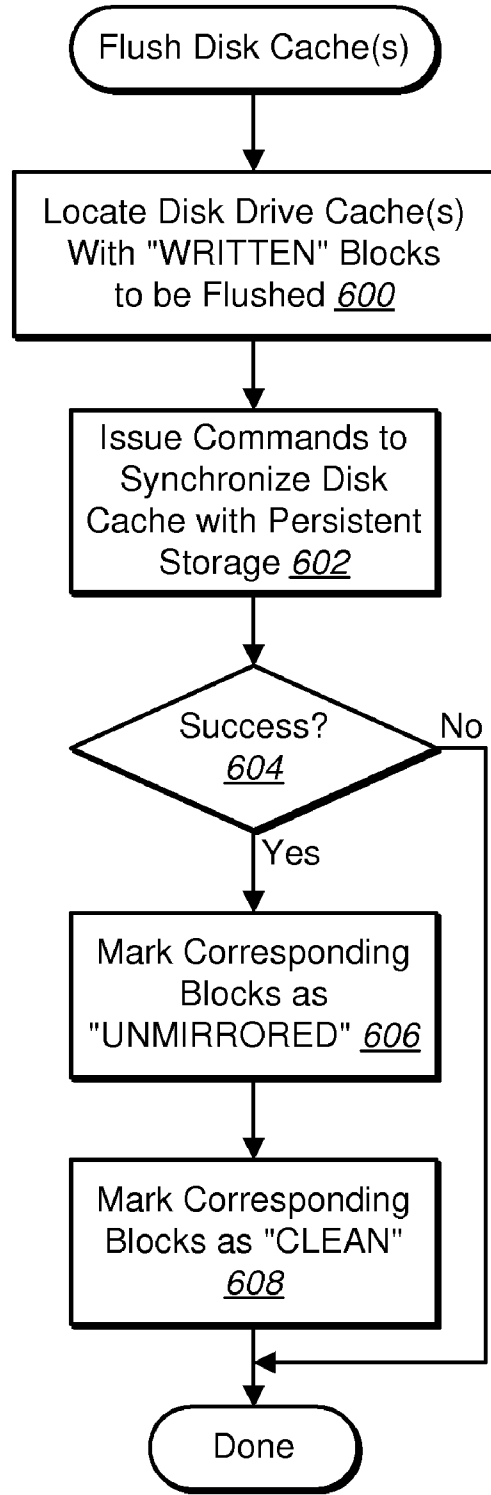 Flush Disk Cache(s)
Locate Disk Drive Cache(s)
With "WRITTEN" Blocks
to be Flushed 600
Issue Commands to
Synchronize Disk
Cache with Persistent
Storage 602
Success?
604
No
Yes
Mark Corresponding
Blocks as
"UNMIRRORED" 606
Mark Corresponding
Blocks as "CLEAN"
608
Done